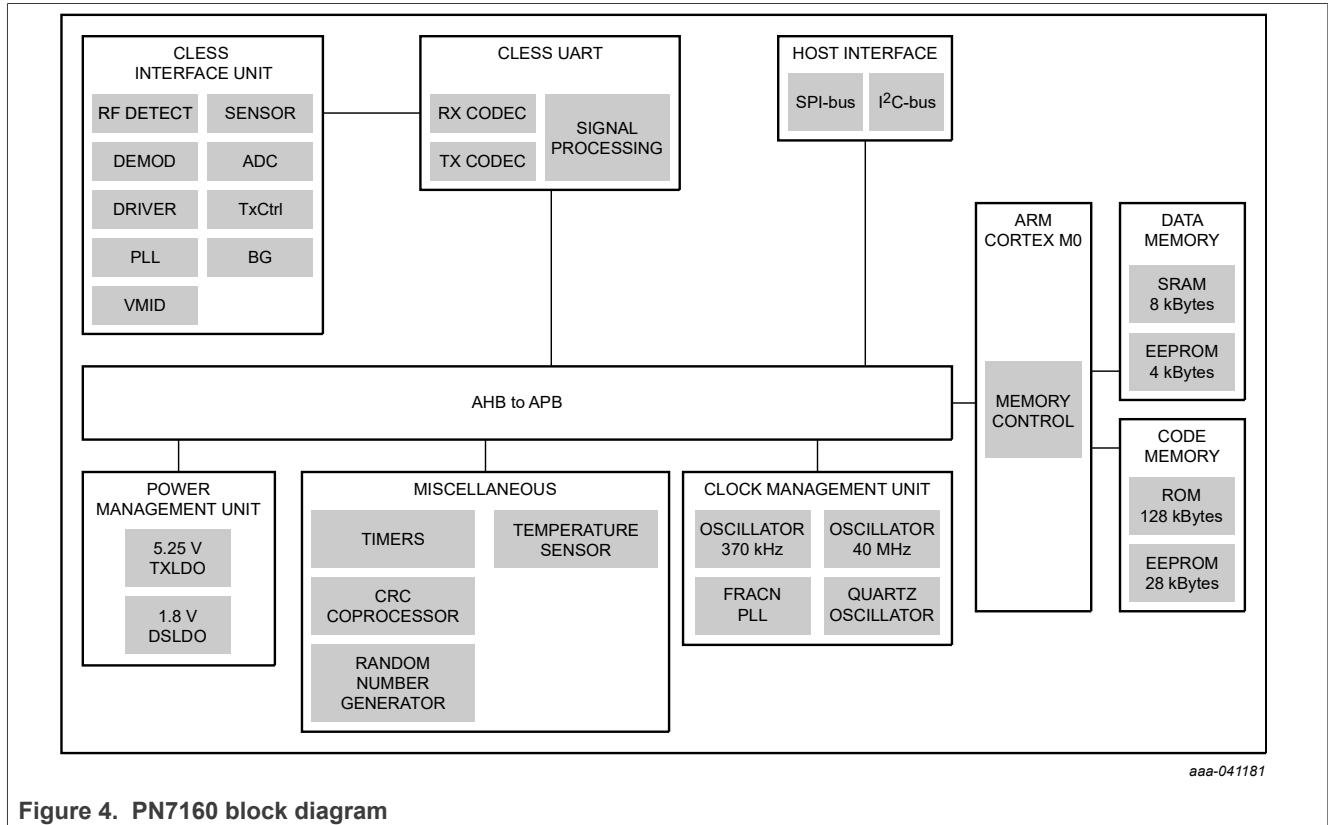 CLESS
INTERFACE UNIT
RF DETECT
SENSOR
DEMOD
ADC
DRIVER
TxCtrl
PLL
BG
VMID
CLESS UART
RX CODEC
TX CODEC
SIGNAL
PROCESSING
HOST INTERFACE
SPI-bus
I²C-bus
ARM
CORTEX M0
MEMORY
CONTROL
DATA
MEMORY
SRAM
8 kBytes
EEPROM
4 kBytes
CODE
MEMORY
ROM
128 kBytes
EEPROM
28 kBytes
AHB to APB
POWER
MANAGEMENT UNIT
5.25 V
TXLDO
1.8 V
DSLDO
MISCELLANEOUS
TIMERS
TEMPERATURE
SENSOR
CRC
COPROCESSOR
RANDOM
NUMBER
GENERATOR
CLOCK MANAGEMENT UNIT
OSCILLATOR
370 kHz
OSCILLATOR
40 MHz
FRACN
PLL
QUARTZ
OSCILLATOR
aaa-041181
Figure 4. PN7160 block diagram